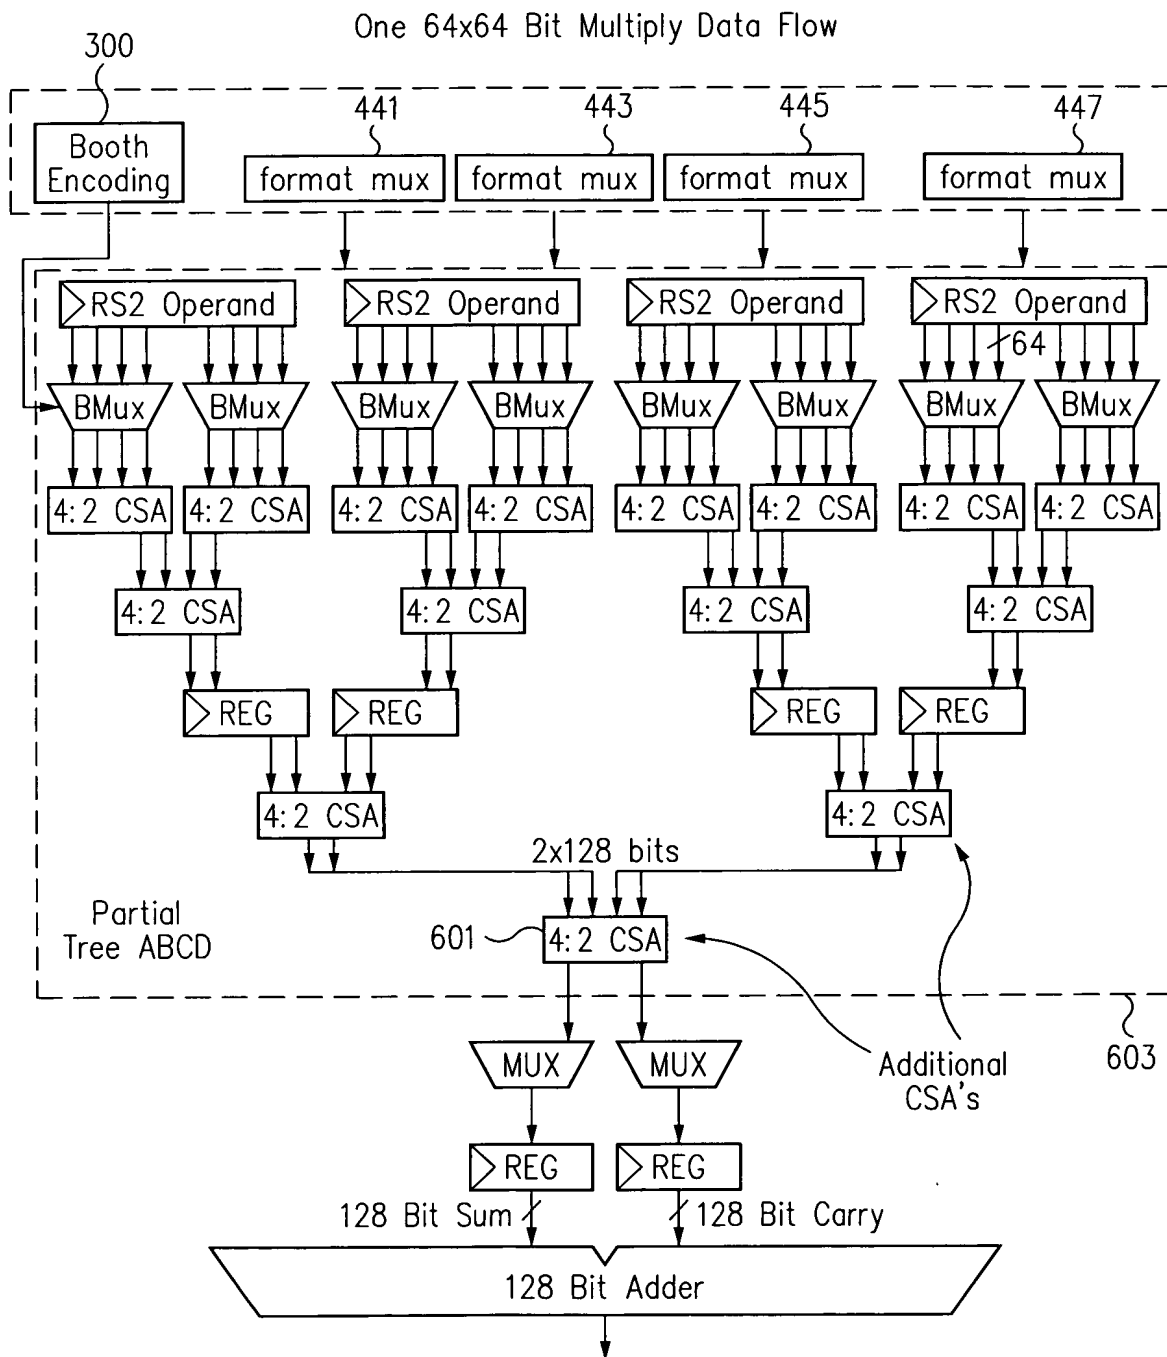 One 64x64 Bit Multiply Data Flow
300
441
443
445
447
Booth
Encoding
format mux
format mux
format mux
format mux
RS2 Operand
RS2 Operand
RS2 Operand
RS2 Operand
64
BMux
BMux
BMux
BMux
BMux
BMux
BMux
BMux
4:2 CSA
4:2 CSA
4:2 CSA
4:2 CSA
4:2 CSA
4:2 CSA
4:2 CSA
4:2 CSA
4:2 CSA
4:2 CSA
4:2 CSA
4:2 CSA
REG
REG
REG
REG
4:2 CSA
4:2 CSA
2x128 bits
Partial
Tree ABCD
601
4:2 CSA
603
MUX
MUX
Additional
CSA's
REG
REG
128 Bit Sum
128 Bit Carry
128 Bit Adder